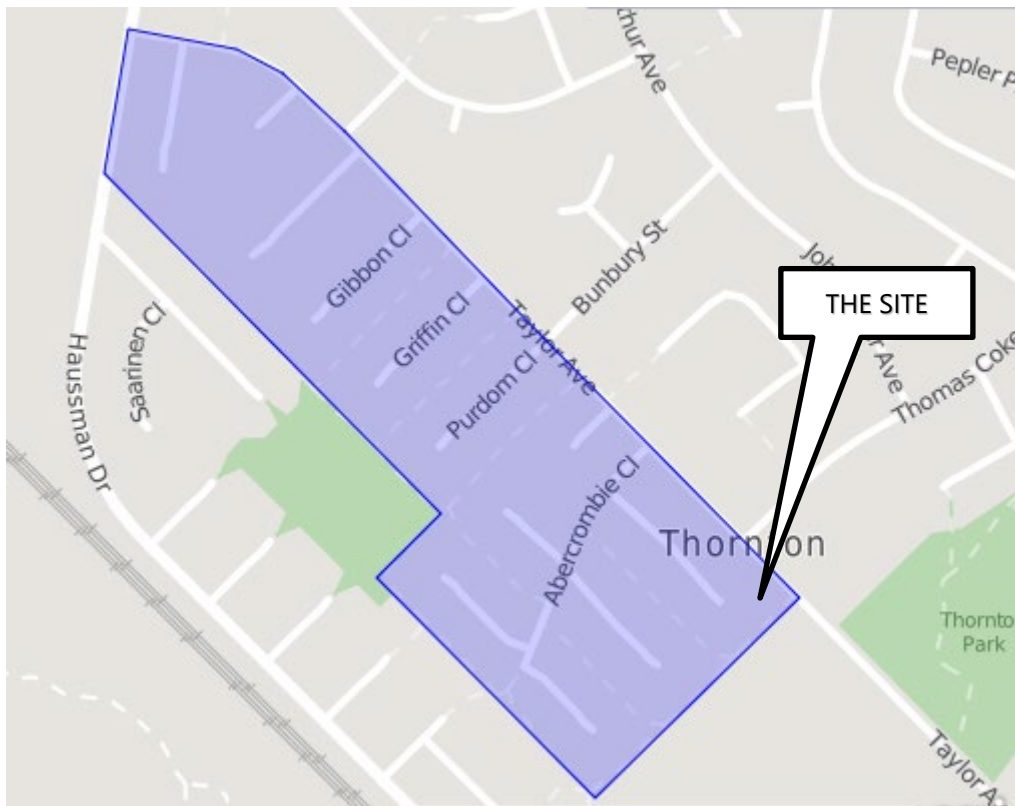 Pepler
Bunbury St
Gibbon Cl
Griffin Cl
Taylor Ave
Purdom Cl
THE SITE
Saarinen Cl
Haussman Dr
Thomas Coke
Abercrombie Cl
Thornton
Park
Taylor
Ave
Ave